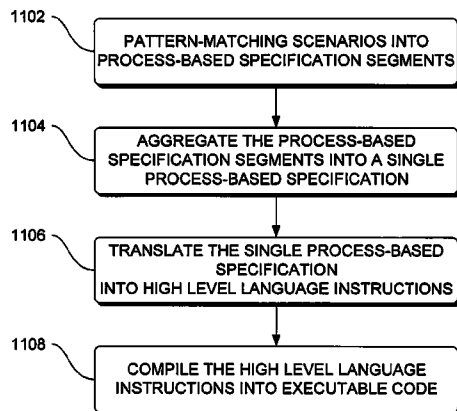 1102
PATTERN-MATCHING SCENARIOS INTO
PROCESS-BASED SPECIFICATION SEGMENTS
1104
AGGREGATE THE PROCESS-BASED
SPECIFICATION SEGMENTS INTO A SINGLE
PROCESS-BASED SPECIFICATION
1106
TRANSLATE THE SINGLE PROCESS-BASED
SPECIFICATION
INTO HIGH LEVEL LANGUAGE INSTRUCTIONS
1108
COMPILE THE HIGH LEVEL LANGUAGE
INSTRUCTIONS INTO EXECUTABLE CODE